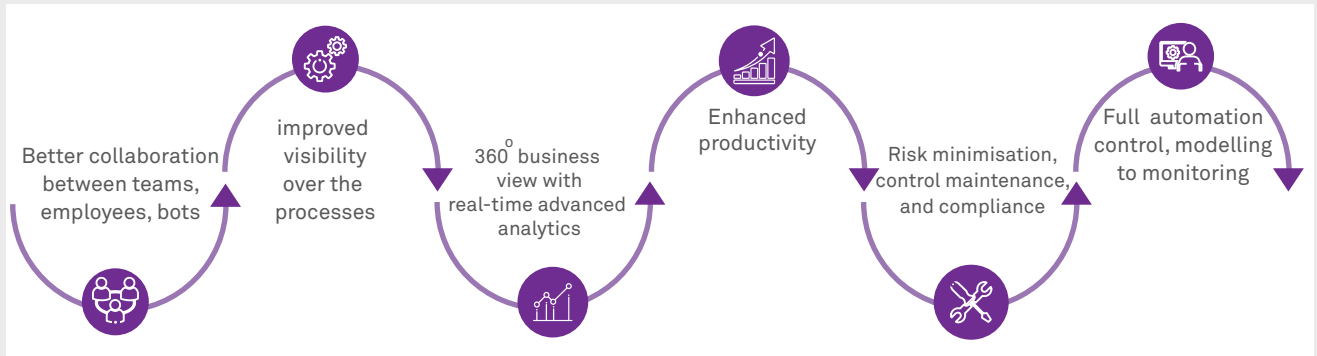 Better collaboration
between teams,
employees, bots
improved
visibility
over the
processes
360° business
view with
real-time advanced
analytics
Enhanced
productivity
Risk minimisation,
control maintenance,
and compliance
Full automation
control, modelling
to monitoring